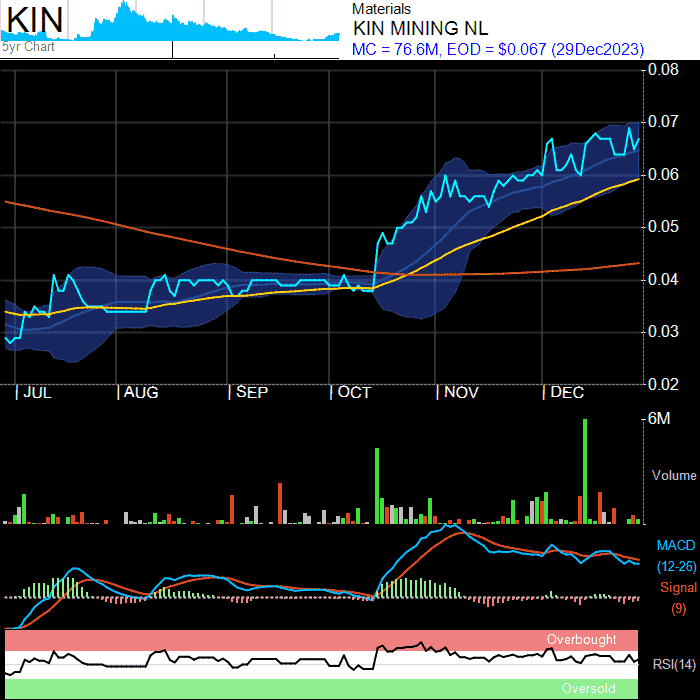 KIN
5yr Chart
Materials
KIN MINING NL
MC = 76.6M, EOD = $0.067 (29Dec2023)
0.08
0.07
0.06
0.05
0.04
0.03
0.02
JUL AUG SEP OCT NOV DEC
6M
Volume
MACD
(12-26)
Signal
(9)
Overbought
RSI(14)
Oversold